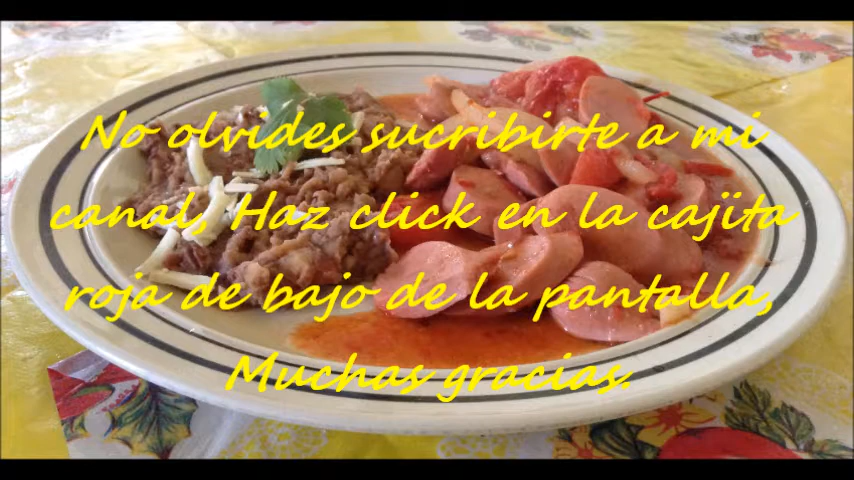 No olvides sucribirte a mi
canal, Haz click en la cajita
roja de bajo de la pantalla,
Muchas gracias.